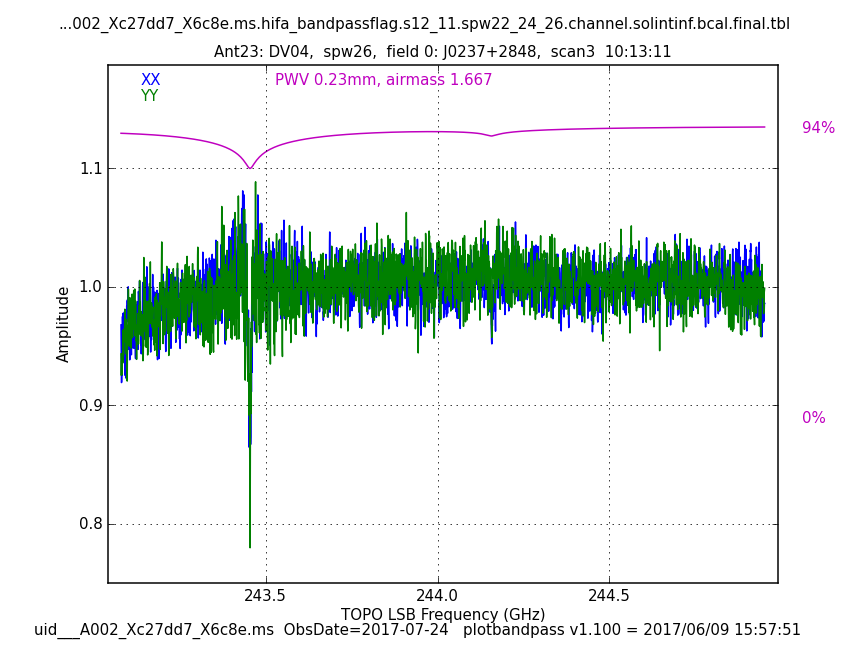 ...002_Xc27dd7_X6c8e.ms.hifa_bandpassflag.s12_11.spw22_24_26.channel.solintinf.bcal.final.tbl
Ant23: DV04, spw26, field 0: J0237+2848, scan3 10:13:11
XX
PWV 0.23mm, airmass 1.667
YY
94%
1.1
1.0
0.9
0.8
0%
Amplitude
243.5
244.0
244.5
TOPO LSB Frequency (GHz)
uid___A002_Xc27dd7_X6c8e.ms ObsDate=2017-07-24 plotbandpass v1.100 = 2017/06/09 15:57:51